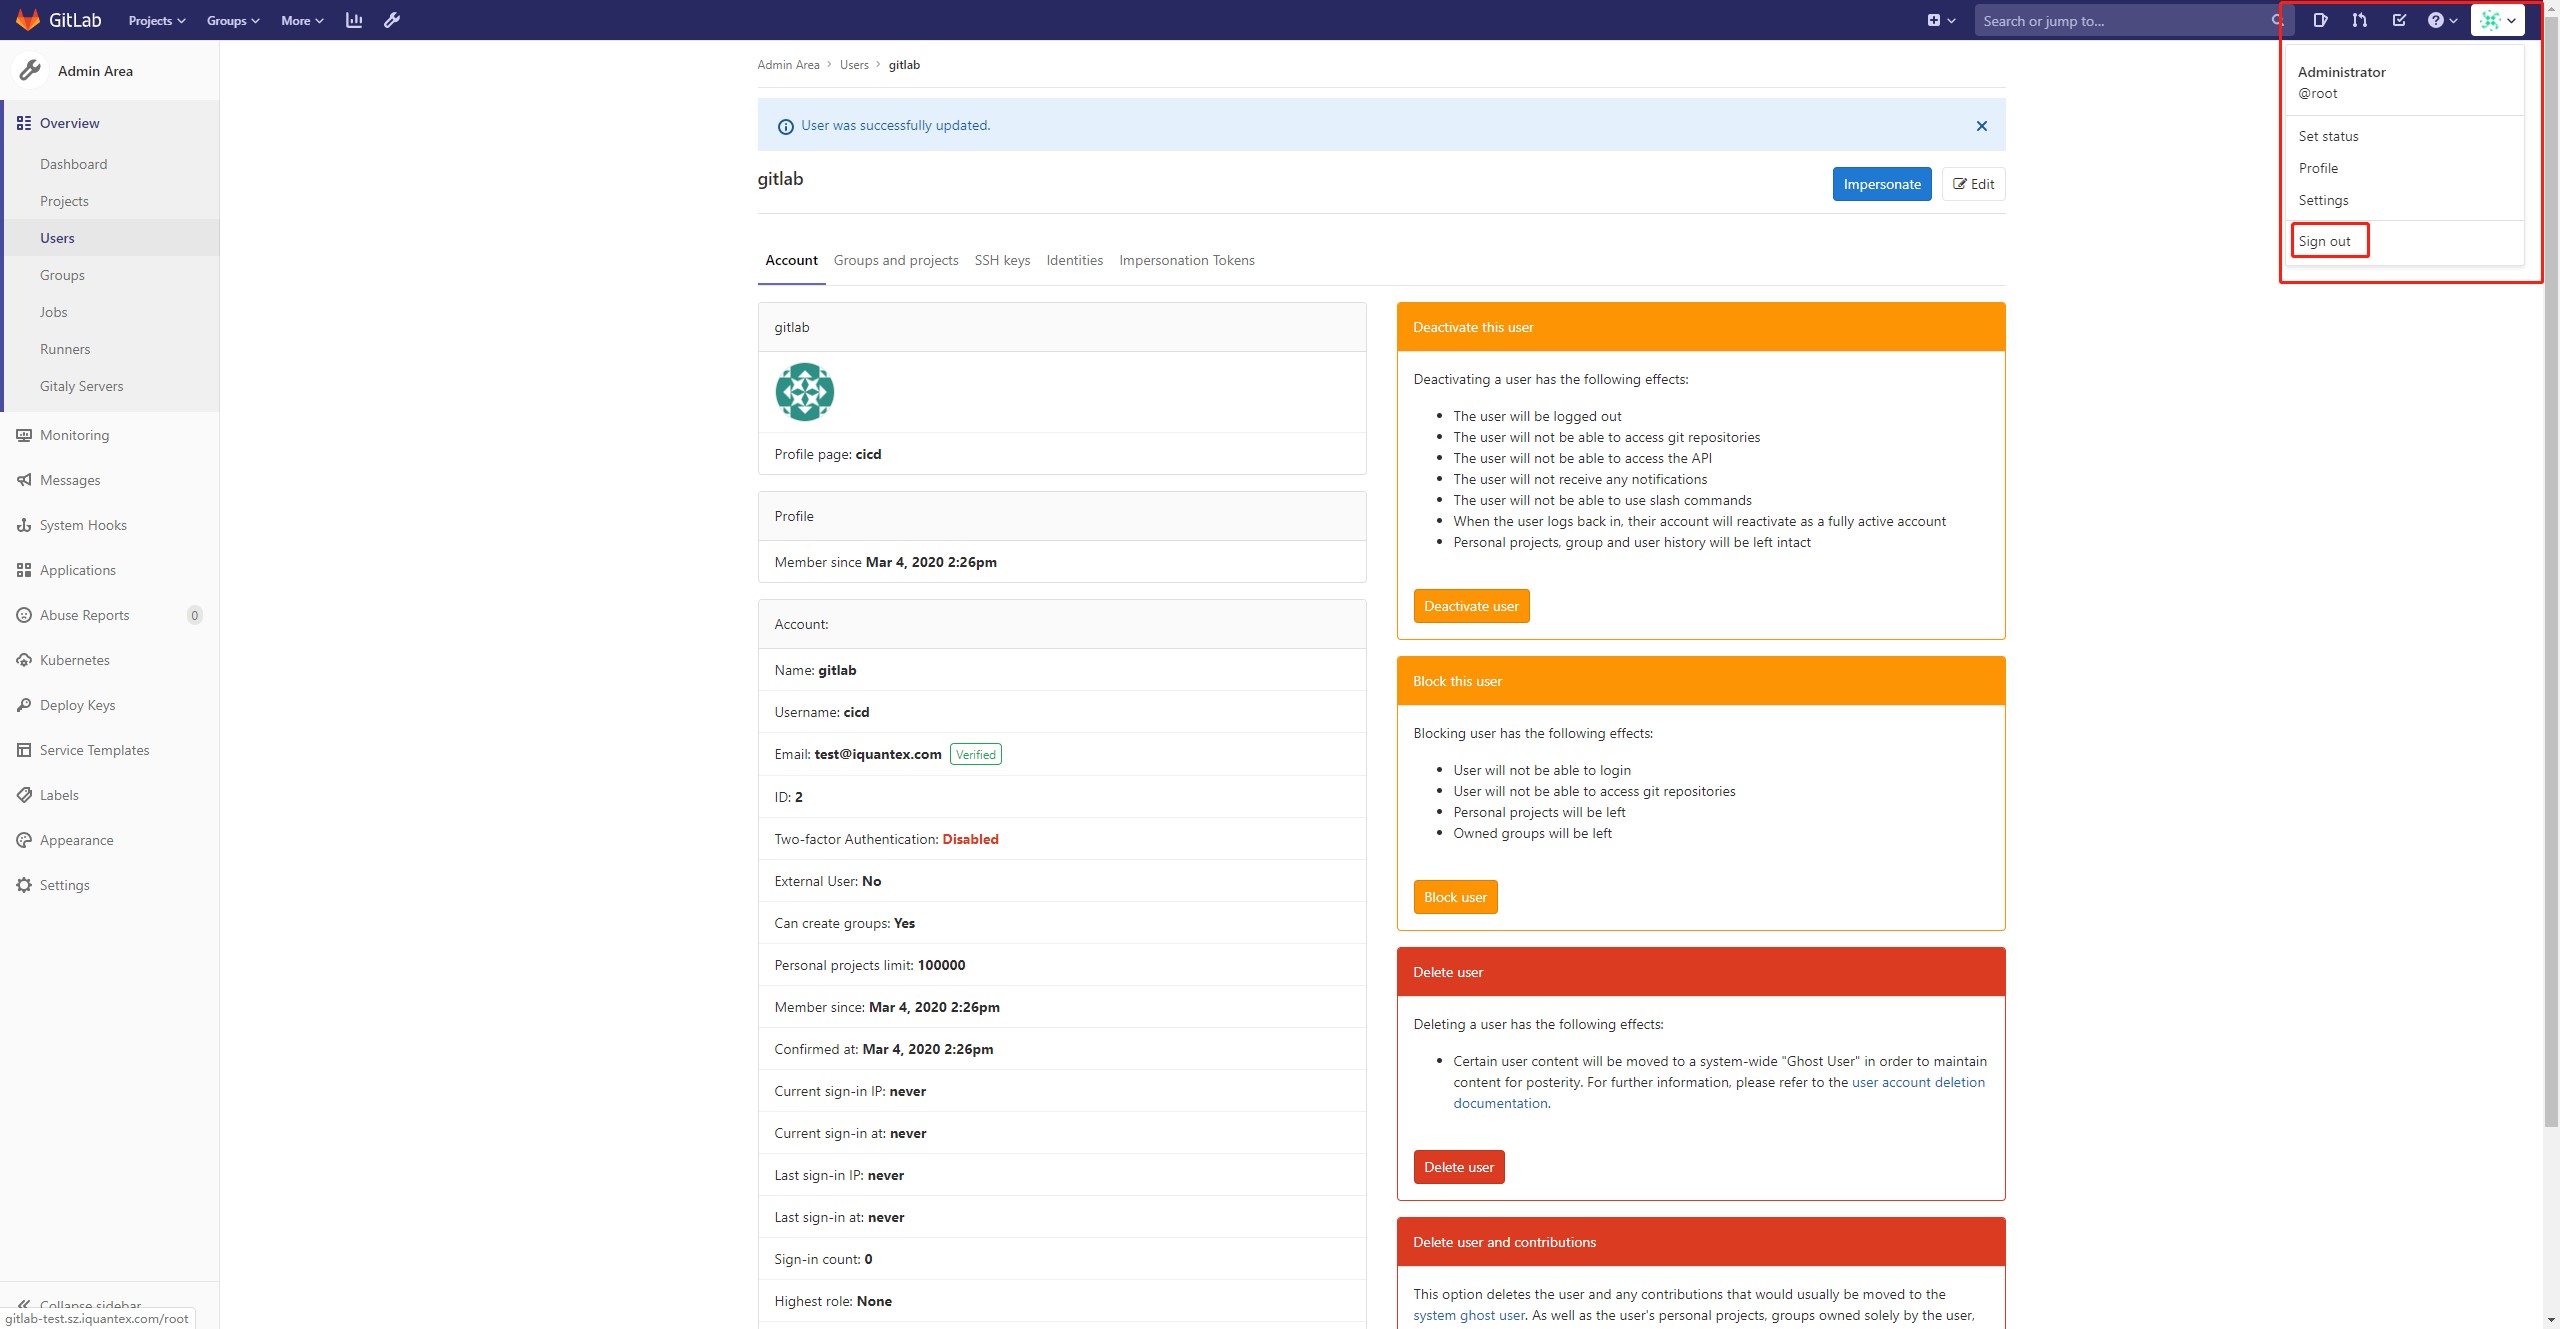 GitLab Projects Groups More Search or jump to...
Admin Area
Overview
Dashboard
Projects
Users
Groups
Jobs
Runners
Gitaly Servers
Monitoring
Messages
System Hooks
Applications
Abuse Reports 0
Kubernetes
Deploy Keys
Service Templates
Labels
Appearance
Settings
Collapse sidebar
gitlab-test.sz.iquantex.com/root
Admin Area > Users > gitlab
User was successfully updated.
gitlab
Impersonate Edit
Account Groups and projects SSH keys Identities Impersonation Tokens
gitlab
Profile page: cicd
Profile
Member since Mar 4, 2020 2:26pm
Account:
Name: gitlab
Username: cicd
Email: test@iquantex.com Verified
ID: 2
Two-factor Authentication: Disabled
External User: No
Can create groups: Yes
Personal projects limit: 100000
Member since: Mar 4, 2020 2:26pm
Confirmed at: Mar 4, 2020 2:26pm
Current sign-in IP: never
Current sign-in at: never
Last sign-in IP: never
Last sign-in at: never
Sign-in count: 0
Highest role: None
Deactivate this user
Deactivating a user has the following effects:
• The user will be logged out
• The user will not be able to access git repositories
• The user will not be able to access the API
• The user will not receive any notifications
• The user will not be able to use slash commands
• When the user logs back in, their account will reactivate as a fully active account
• Personal projects, group and user history will be left intact
Deactivate user
Block this user
Blocking user has the following effects:
• User will not be able to login
• User will not be able to access git repositories
• Personal projects will be left
• Owned groups will be left
Block user
Delete user
Deleting a user has the following effects:
• Certain user content will be moved to a system-wide "Ghost User" in order to maintain
content for posterity. For further information, please refer to the user account deletion
documentation.
Delete user
Delete user and contributions
This option deletes the user and any contributions that would usually be moved to the
system ghost user. As well as the user's personal projects, groups owned solely by the user,
Administrator
@root
Set status
Profile
Settings
Sign out